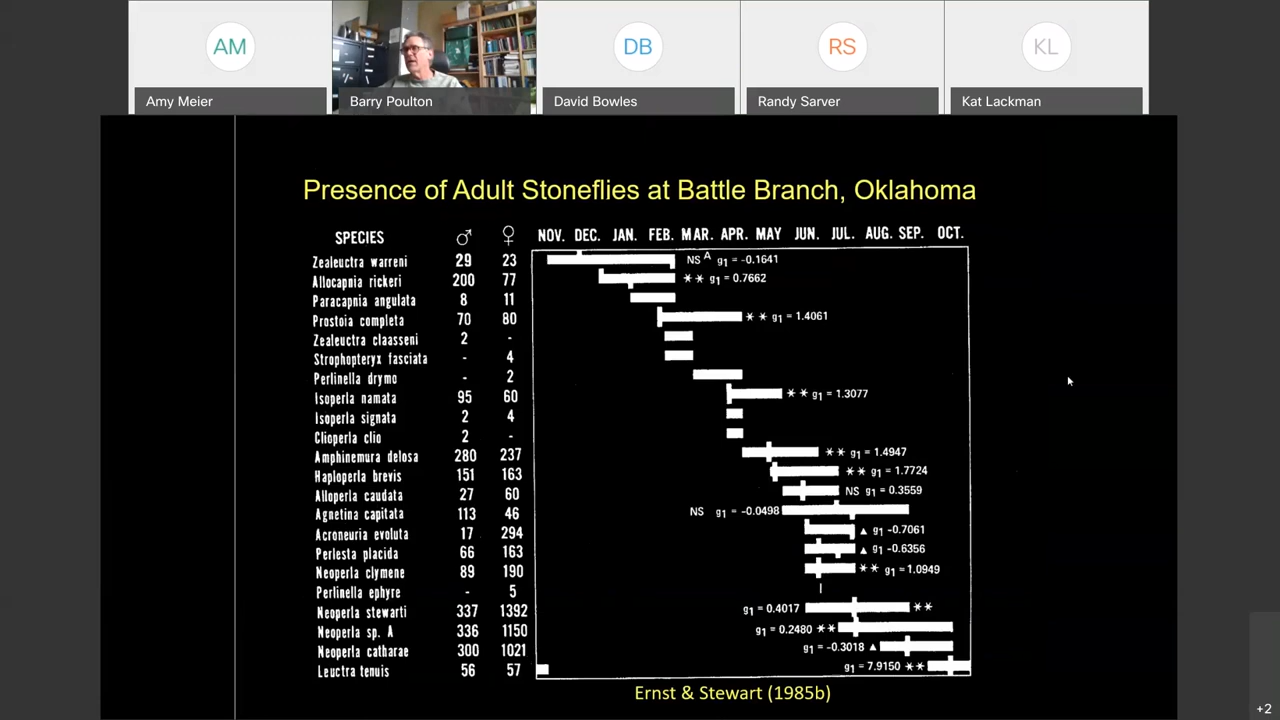 AM
DB
RS
KL
Amy Meier
Barry Poulton
David Bowles
Randy Sarver
Kat Lackman
Presence of Adult Stoneflies at Battle Branch, Oklahoma
SPECIES ♂ ♀ NOV. DEC. JAN. FEB. MAR. APR. MAY JUN. JUL. AUG. SEP. OCT.
Zealeuctra warreni 29 23 NS A g1 = -0.1641
Allocapnia rickeri 200 77 ** g1 = 0.7662
Paracapnia angulata 8 11
Prostoia completa 70 80 ** g1 = 1.4061
Zealeuctra claasseni 2 -
Strophopteryx fasciata - 4
Perlinella drymo - 2
Isoperla namata 95 60 ** g1 = 1.3077
Isoperla signata 2 4
Clioperla clio 2 -
Amphinemura delosa 280 237 ** g1 = 1.4947
Haploperla brevis 151 163 ** g1 = 1.7724
Alloperla caudata 27 60 NS g1 = 0.3559
Agnetina capitata 113 46 NS g1 = -0.0498
Acroneuria evoluta 17 294 ▲ g1 -0.7061
Perlesta placida 66 163 ▲ g1 -0.6356
Neoperla clymene 89 190 ** g1 = 1.0949
Perlinella ephyre - 5
Neoperla stewarti 337 1392 g1 = 0.4017 **
Neoperla sp. A 336 1150 g1 = 0.2480 **
Neoperla catharae 300 1021 g1 = -0.3018 ▲
Leuctra tenuis 56 57 g1 = 7.9150 **
Ernst & Stewart (1985b)
+2